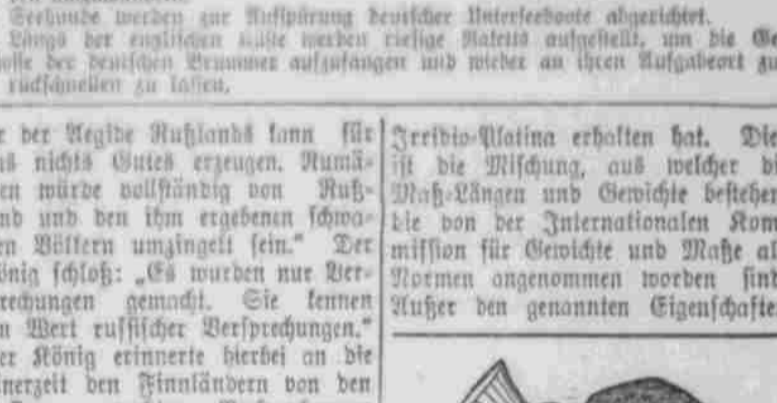 Seehunde werden zur Aufspürung deutscher Unterseeboote abgerichtet.
Längs der englischen Küste werden riesige Rakett aufgestellt, um die Ge
der deutschen Brummer aufzufangen und wieder an ihren Aufgabeort zu
rückschnellen zu lassen.
r der Aegide Rußlands kann für
s nichts Gutes erzeugen. Rumä-
en würde vollständig von Ruß-
nd und den ihm ergebenen schwa-
en Völkern umzingelt sein." Der
önig schloß: „Es wurden nur Ver-
rechungen gemacht. Sie kennen
n Wert russischer Versprechungen."
er König erinnerte hierbei an die
inerzeit den Finnländern von den
Irridio-Platina erhalten hat. Die
ist die Mischung, aus welcher di
Maß-Längen und Gewichte bestehen
die von der Internationalen Kom
mission für Gewichte und Maße al
Normen angenommen worden sind
Außer den genannten Eigenschafte